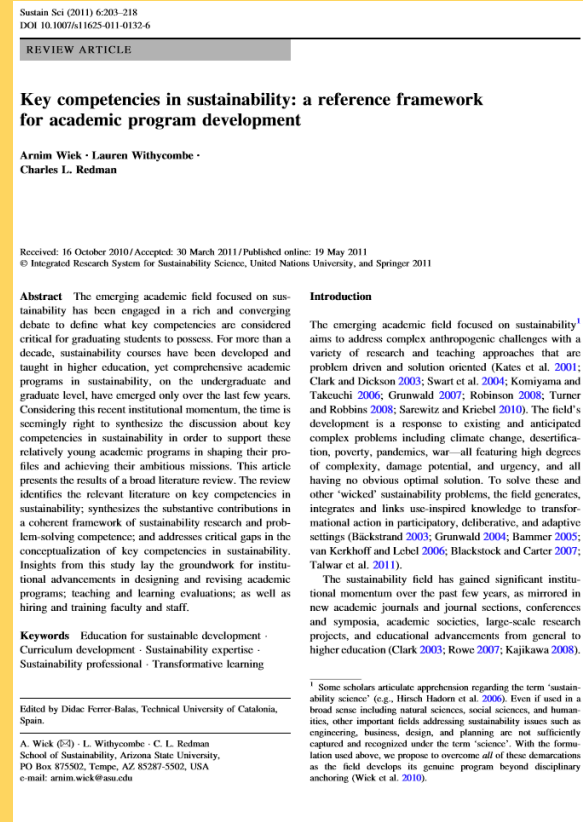 Sustain Sci (2011) 6:203–218
DOI 10.1007/s11625-011-0132-6
REVIEW ARTICLE
Key competencies in sustainability: a reference framework
for academic program development
Arnim Wiek · Lauren Withycombe ·
Charles L. Redman
Received: 16 October 2010 / Accepted: 30 March 2011 / Published online: 19 May 2011
© Integrated Research System for Sustainability Science, United Nations University, and Springer 2011
Abstract The emerging academic field focused on sus-
tainability has been engaged in a rich and converging
debate to define what key competencies are considered
critical for graduating students to possess. For more than a
decade, sustainability courses have been developed and
taught in higher education, yet comprehensive academic
programs in sustainability, on the undergraduate and
graduate level, have emerged only over the last few years.
Considering this recent institutional momentum, the time is
seemingly right to synthesize the discussion about key
competencies in sustainability in order to support these
relatively young academic programs in shaping their pro-
files and achieving their ambitious missions. This article
presents the results of a broad literature review. The review
identifies the relevant literature on key competencies in
sustainability; synthesizes the substantive contributions in
a coherent framework of sustainability research and prob-
lem-solving competence; and addresses critical gaps in the
conceptualization of key competencies in sustainability.
Insights from this study lay the groundwork for institu-
tional advancements in designing and revising academic
programs; teaching and learning evaluations; as well as
hiring and training faculty and staff.
Keywords Education for sustainable development ·
Curriculum development · Sustainability expertise ·
Sustainability professional · Transformative learning
Edited by Didac Ferrer-Balas, Technical University of Catalonia,
Spain.
A. Wiek (✉) · L. Withycombe · C. L. Redman
School of Sustainability, Arizona State University,
PO Box 875502, Tempe, AZ 85287-5502, USA
e-mail: arnim.wiek@asu.edu
Introduction
The emerging academic field focused on sustainability1
aims to address complex anthropogenic challenges with a
variety of research and teaching approaches that are
problem driven and solution oriented (Kates et al. 2001;
Clark and Dickson 2003; Swart et al. 2004; Komiyama and
Takeuchi 2006; Grunwald 2007; Robinson 2008; Turner
and Robbins 2008; Sarewitz and Kriebel 2010). The field's
development is a response to existing and anticipated
complex problems including climate change, desertifica-
tion, poverty, pandemics, war—all featuring high degrees
of complexity, damage potential, and urgency, and all
having no obvious optimal solution. To solve these and
other 'wicked' sustainability problems, the field generates,
integrates and links use-inspired knowledge to transfor-
mational action in participatory, deliberative, and adaptive
settings (Bäckstrand 2003; Grunwald 2004; Bammer 2005;
van Kerkhoff and Lebel 2006; Blackstock and Carter 2007;
Talwar et al. 2011).
The sustainability field has gained significant institu-
tional momentum over the past few years, as mirrored in
new academic journals and journal sections, conferences
and symposia, academic societies, large-scale research
projects, and educational advancements from general to
higher education (Clark 2003; Rowe 2007; Kajikawa 2008).
1 Some scholars articulate apprehension regarding the term 'sustain-
ability science' (e.g., Hirsch Hadorn et al. 2006). Even if used in a
broad sense including natural sciences, social sciences, and human-
ities, other important fields addressing sustainability issues such as
engineering, business, design, and planning are not sufficiently
captured and recognized under the term 'science'. With the formu-
lation used above, we propose to overcome all of these demarcations
as the field develops its genuine program beyond disciplinary
anchoring (Wiek et al. 2010).